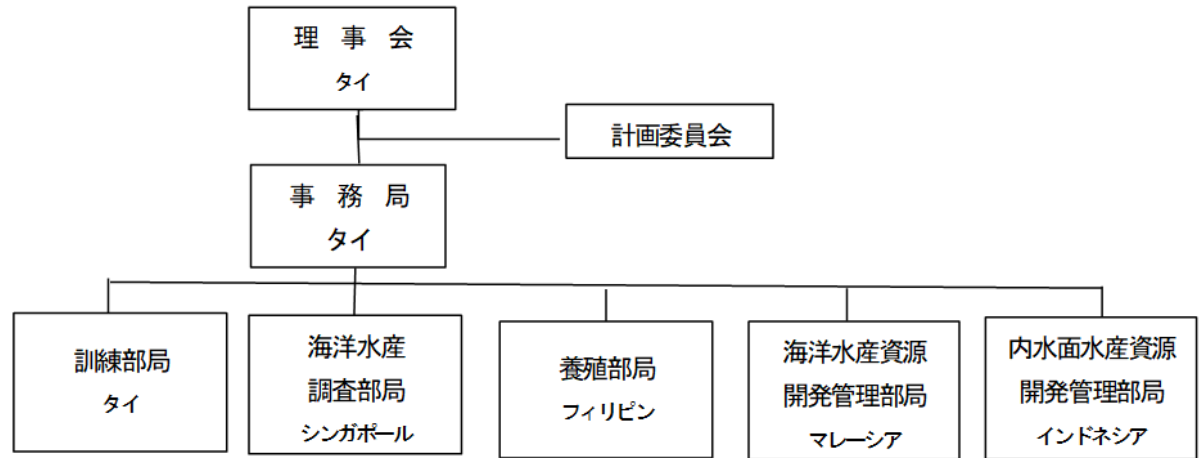 理　事　会
タイ
計画委員会
事　務　局
タイ
訓練部局
タイ
海洋水産
調査部局
シンガポール
養殖部局
フィリピン
海洋水産資源
開発管理部局
マレーシア
内水面水産資源
開発管理部局
インドネシア